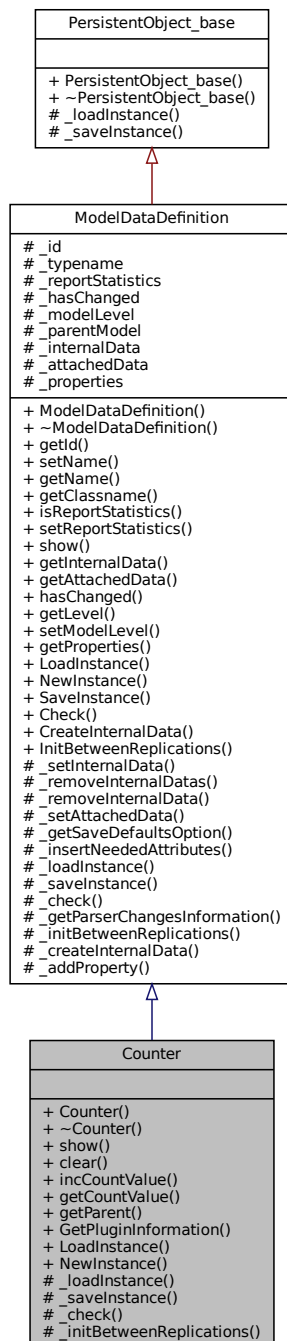 PersistentObject_base
+ PersistentObject_base()
+ ~PersistentObject_base()
# _loadInstance()
# _saveInstance()
ModelDataDefinition
# _id
# _typename
# _reportStatistics
# _hasChanged
# _modelLevel
# _parentModel
# _internalData
# _attachedData
# _properties
+ ModelDataDefinition()
+ ~ModelDataDefinition()
+ getId()
+ setName()
+ getName()
+ getClassname()
+ isReportStatistics()
+ setReportStatistics()
+ show()
+ getInternalData()
+ getAttachedData()
+ hasChanged()
+ getLevel()
+ setModelLevel()
+ getProperties()
+ LoadInstance()
+ NewInstance()
+ SaveInstance()
+ Check()
+ CreateInternalData()
+ InitBetweenReplications()
# _setInternalData()
# _removeInternalDatas()
# _removeInternalData()
# _setAttachedData()
# _getSaveDefaultsOption()
# _insertNeededAttributes()
# _loadInstance()
# _saveInstance()
# _check()
# _getParserChangesInformation()
# _initBetweenReplications()
# _createInternalData()
# _addProperty()
Counter
+ Counter()
+ ~Counter()
+ show()
+ clear()
+ incCountValue()
+ getCountValue()
+ getParent()
+ GetPluginInformation()
+ LoadInstance()
+ NewInstance()
# _loadInstance()
# _saveInstance()
# _check()
# _initBetweenReplications()